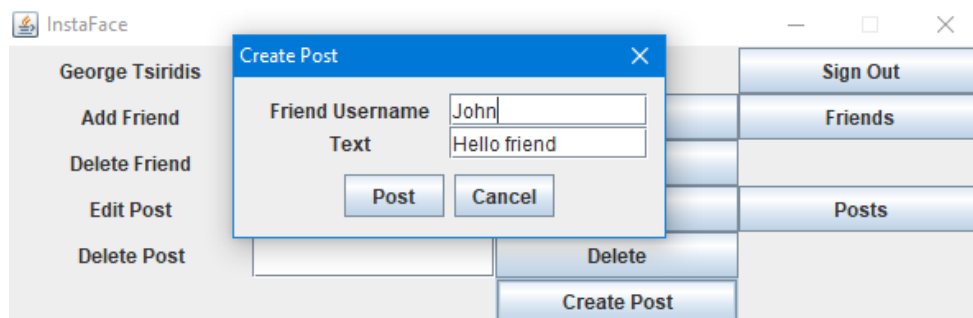 InstaFace
George Tsiridis
Create Post
Sign Out
Add Friend
Friend Username John
Friends
Text Hello friend
Delete Friend
Post Cancel
Edit Post
Posts
Delete Post
Delete
Create Post